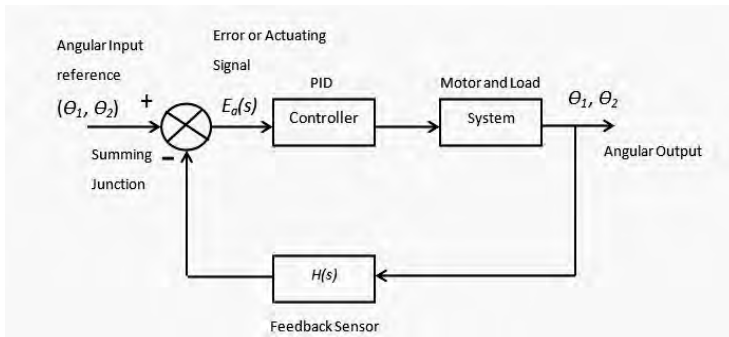 Angular Input
reference
(ϴ1, ϴ2)
+
Error or Actuating
Signal
Ea(s)
PID
Controller
Motor and Load
System
ϴ1, ϴ2
Angular Output
Summing
Junction
−
H(s)
Feedback Sensor